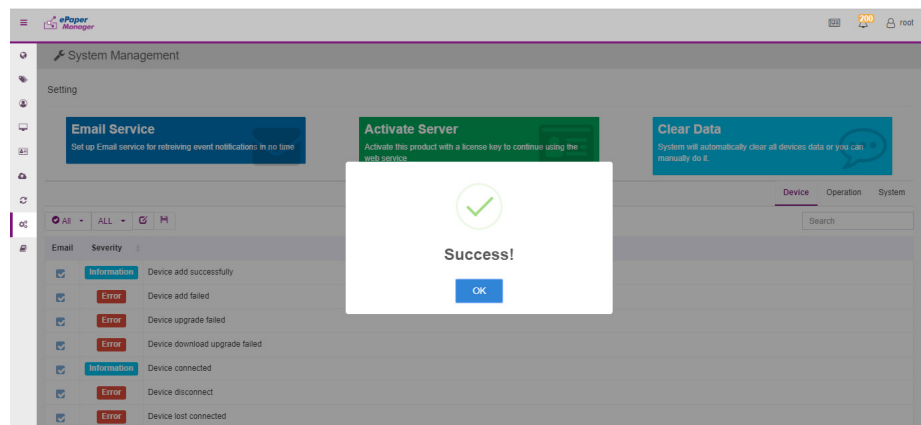 ePaper
Manager
200
root
System Management
Setting
Email Service
Set up Email service for retreiving event notifications in no time
Activate Server
Activate this product with a license key to continue using the
web service
Clear Data
System will automatically clear all devices data or you can
manually do it.
Device Operation System
All ALL Search
Email Severity
Information Device add successfully
Error Device add failed
Error Device upgrade failed
Error Device download upgrade failed
Information Device connected
Error Device disconnect
Error Device lost connected
Success!
OK